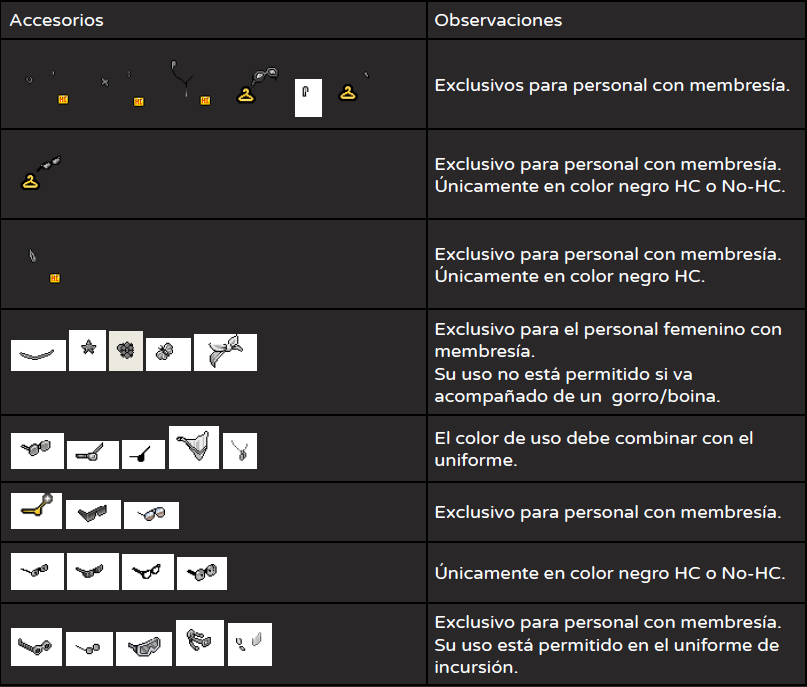 Accesorios
Observaciones
HC
HC
HC
Exclusivos para personal con membresía.
Exclusivo para personal con membresía.
Únicamente en color negro HC o No-HC.
HC
Exclusivo para personal con membresía.
Únicamente en color negro HC.
Exclusivo para el personal femenino con
membresía.
Su uso no está permitido si va
acompañado de un gorro/boina.
El color de uso debe combinar con el
uniforme.
Exclusivo para personal con membresía.
Únicamente en color negro HC o No-HC.
Exclusivo para personal con membresía.
Su uso está permitido en el uniforme de
incursión.